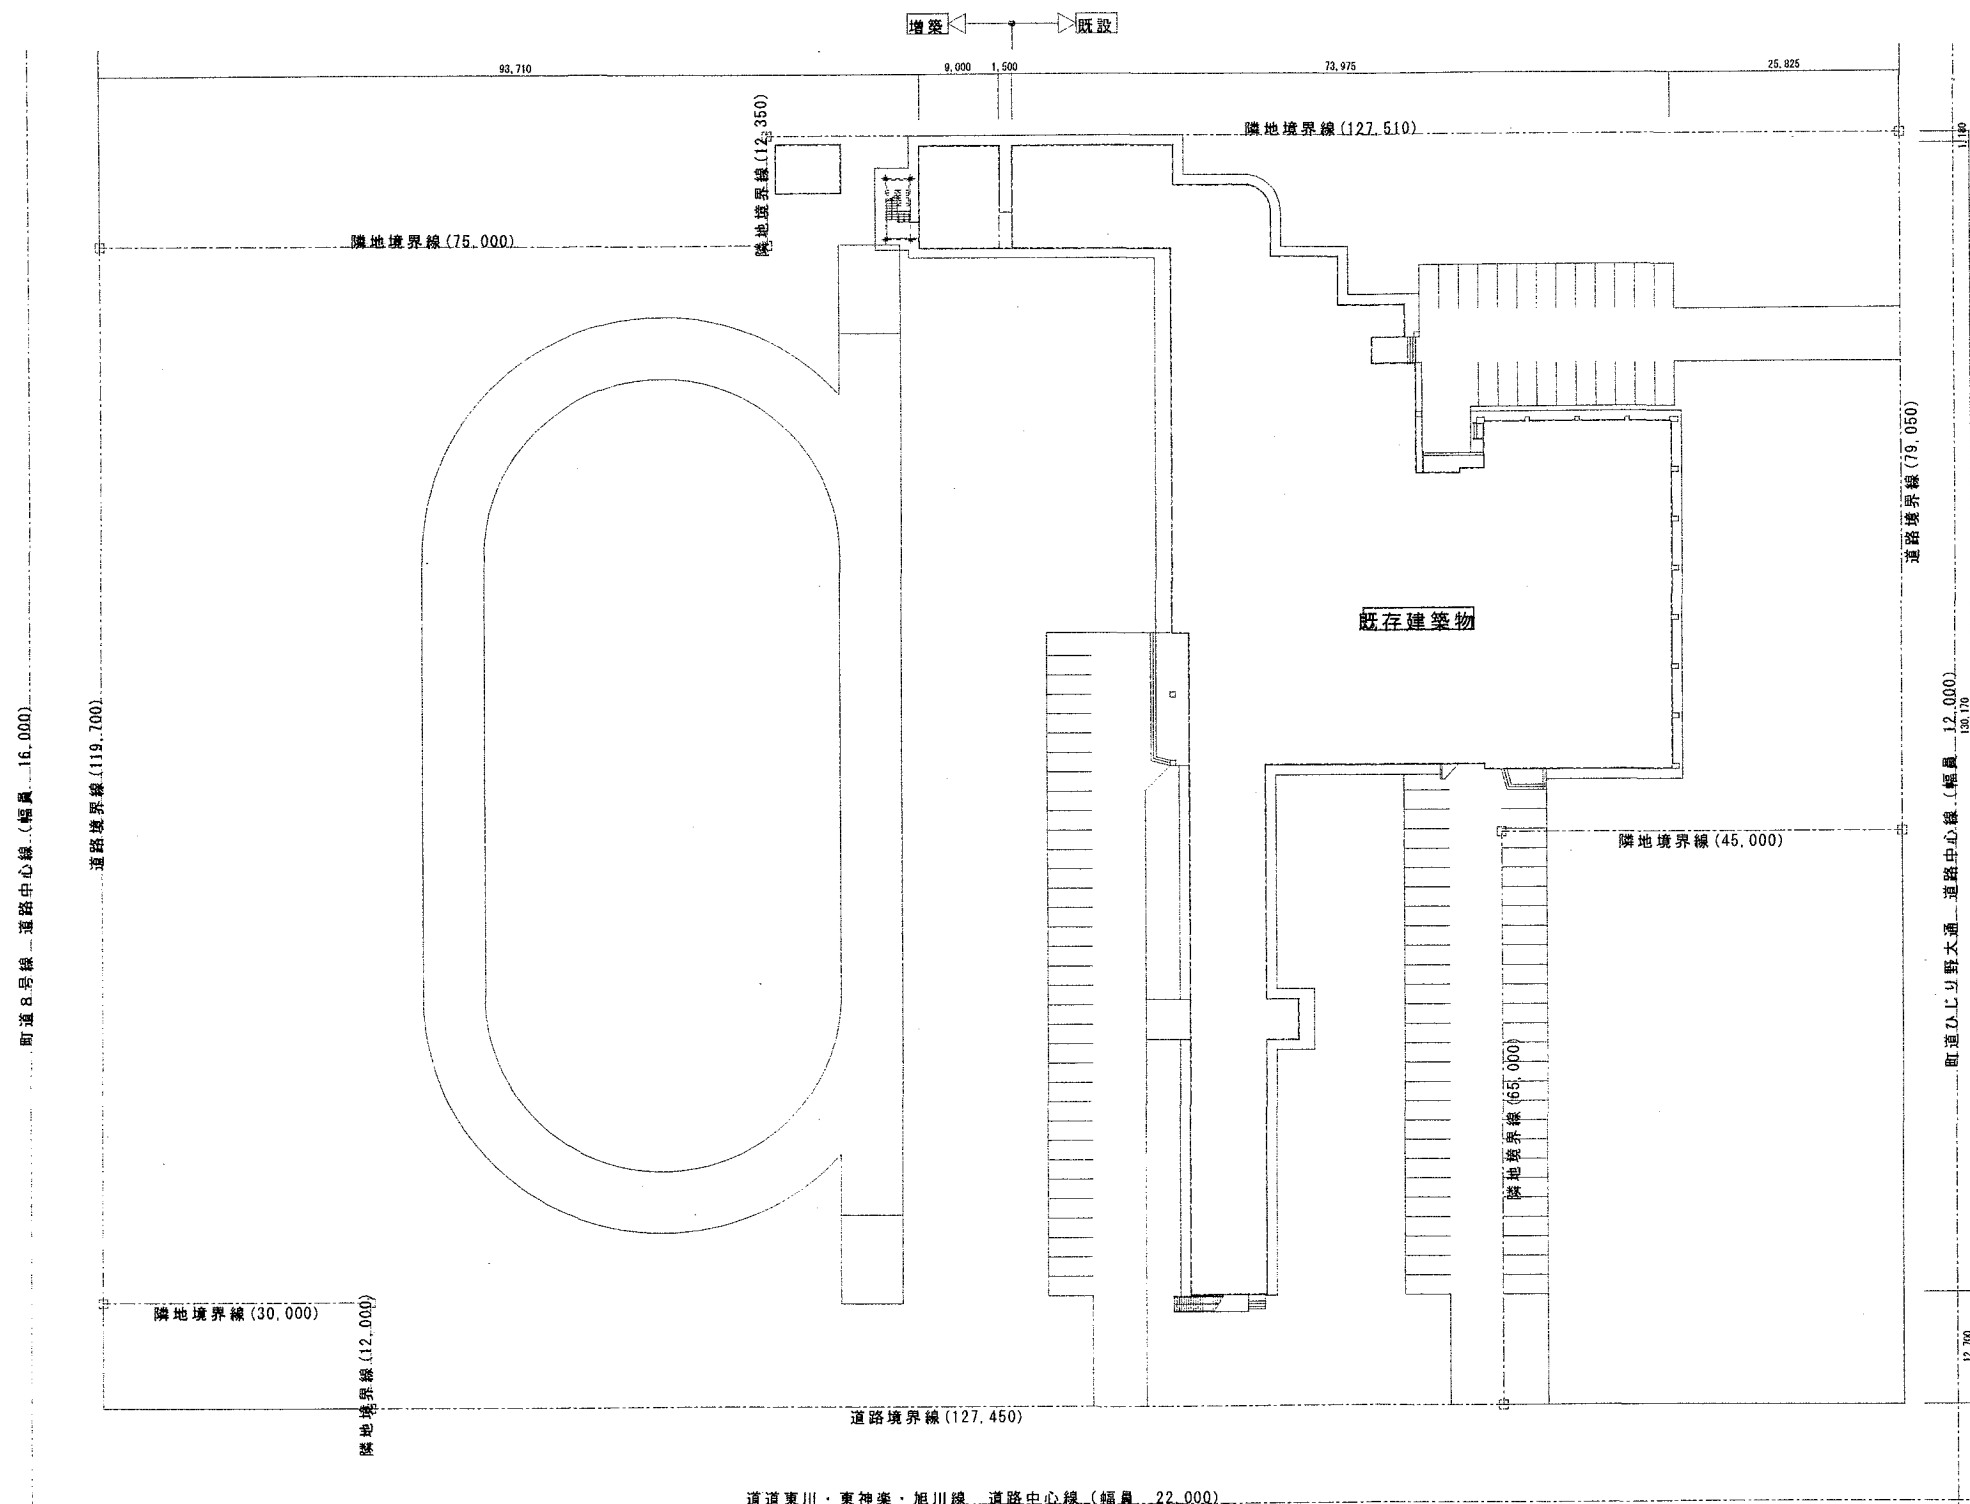 増築
既設
93,710
9,000
1,500
73,975
25,825
隣地境界線(127,510)
隣地境界線(12,350)
隣地境界線(75,000)
1,180
道路境界線(79,050)
既存建築物
町道8号線 道路中心線(幅員 16,000)
道路境界線(119,700)
町道ひじり野大通 道路中心線(幅員 12,000)
130,170
隣地境界線(45,000)
隣地境界線(65,000)
隣地境界線(30,000)
隣地境界線(12,000)
12,700
道路境界線(127,450)
道道東川・東神楽・旭川線 道路中心線(幅員 22,000)